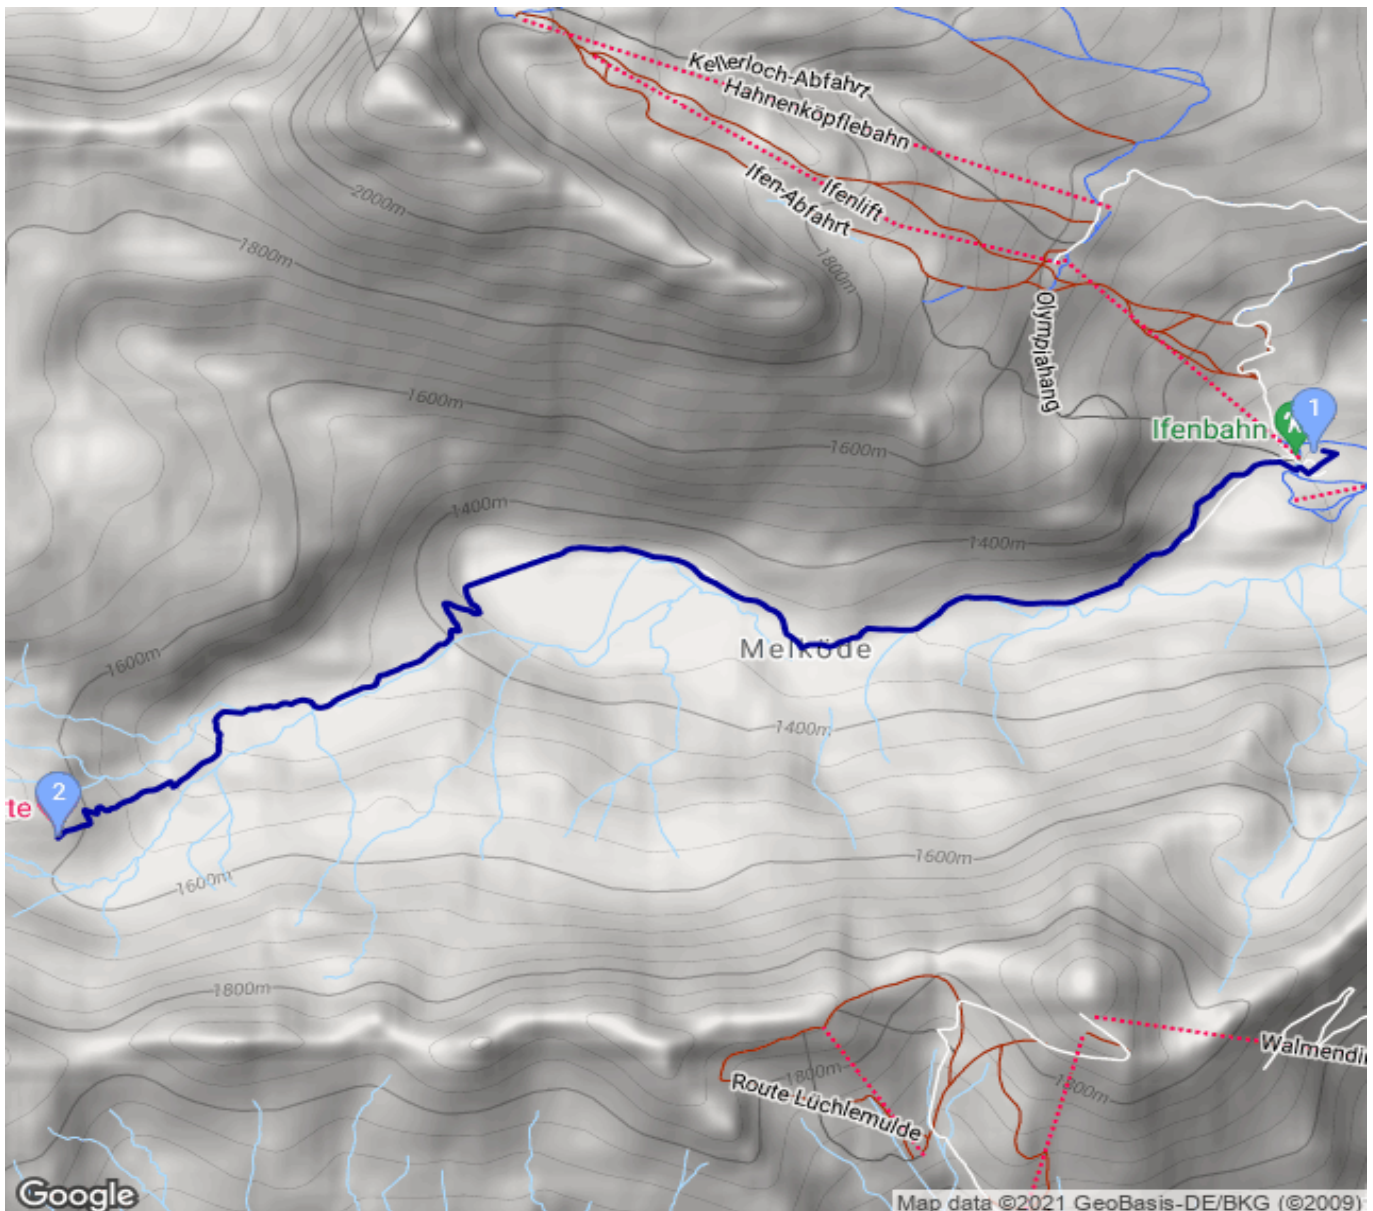 Kellerloch-Abfahrt
Hahnenköpflebahn
Ifen-Abfahrt
Ifenlift
2000m
1800m
1800m
Olympiahang
1600m
1
Ifenbahn
1600m
1400m
1400m
Melköde
1600m
1400m
2
te
1600m
1600m
1800m
Walmendin
1800m
1800m
Route Lüchlemulde
Google
Map data ©2021 GeoBasis-DE/BKG (©2009)